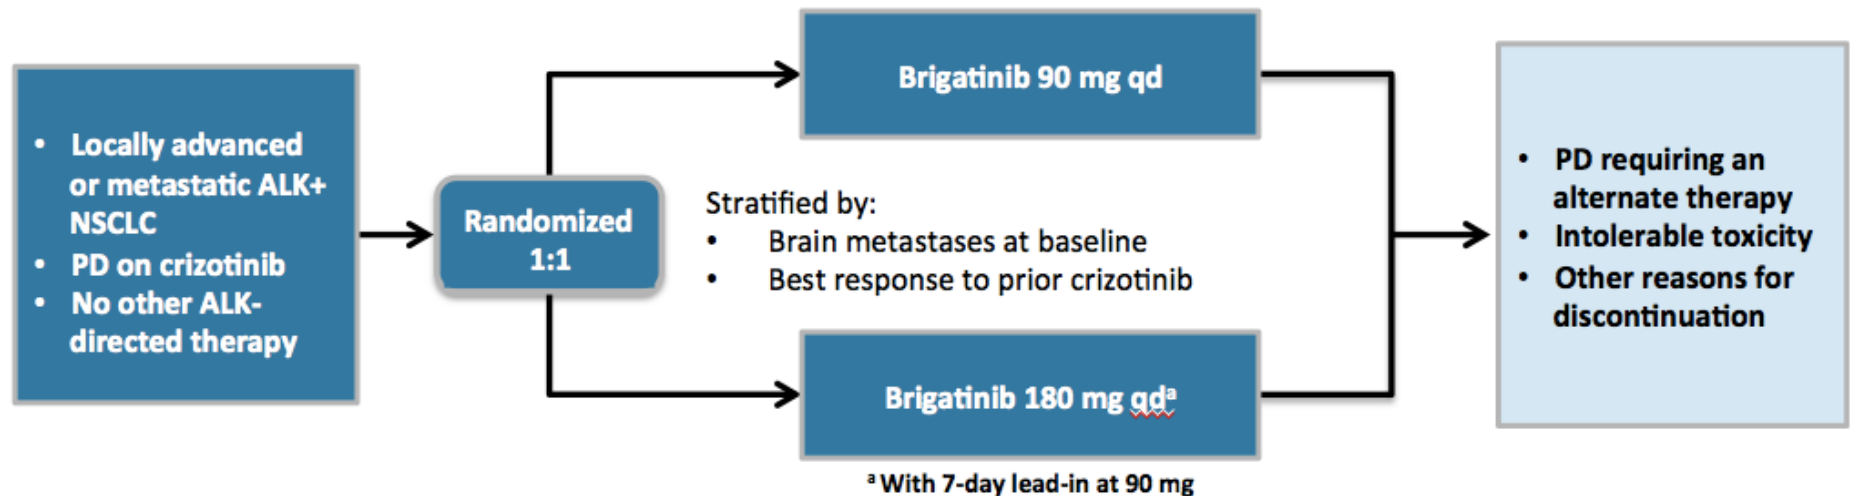 • Locally advanced
or metastatic ALK+
NSCLC
• PD on crizotinib
• No other ALK-
directed therapy
Randomized
1:1
Brigatinib 90 mg qd
Stratified by:
• Brain metastases at baseline
• Best response to prior crizotinib
Brigatinib 180 mg qdᵃ
ᵃ With 7-day lead-in at 90 mg
• PD requiring an
alternate therapy
• Intolerable toxicity
• Other reasons for
discontinuation